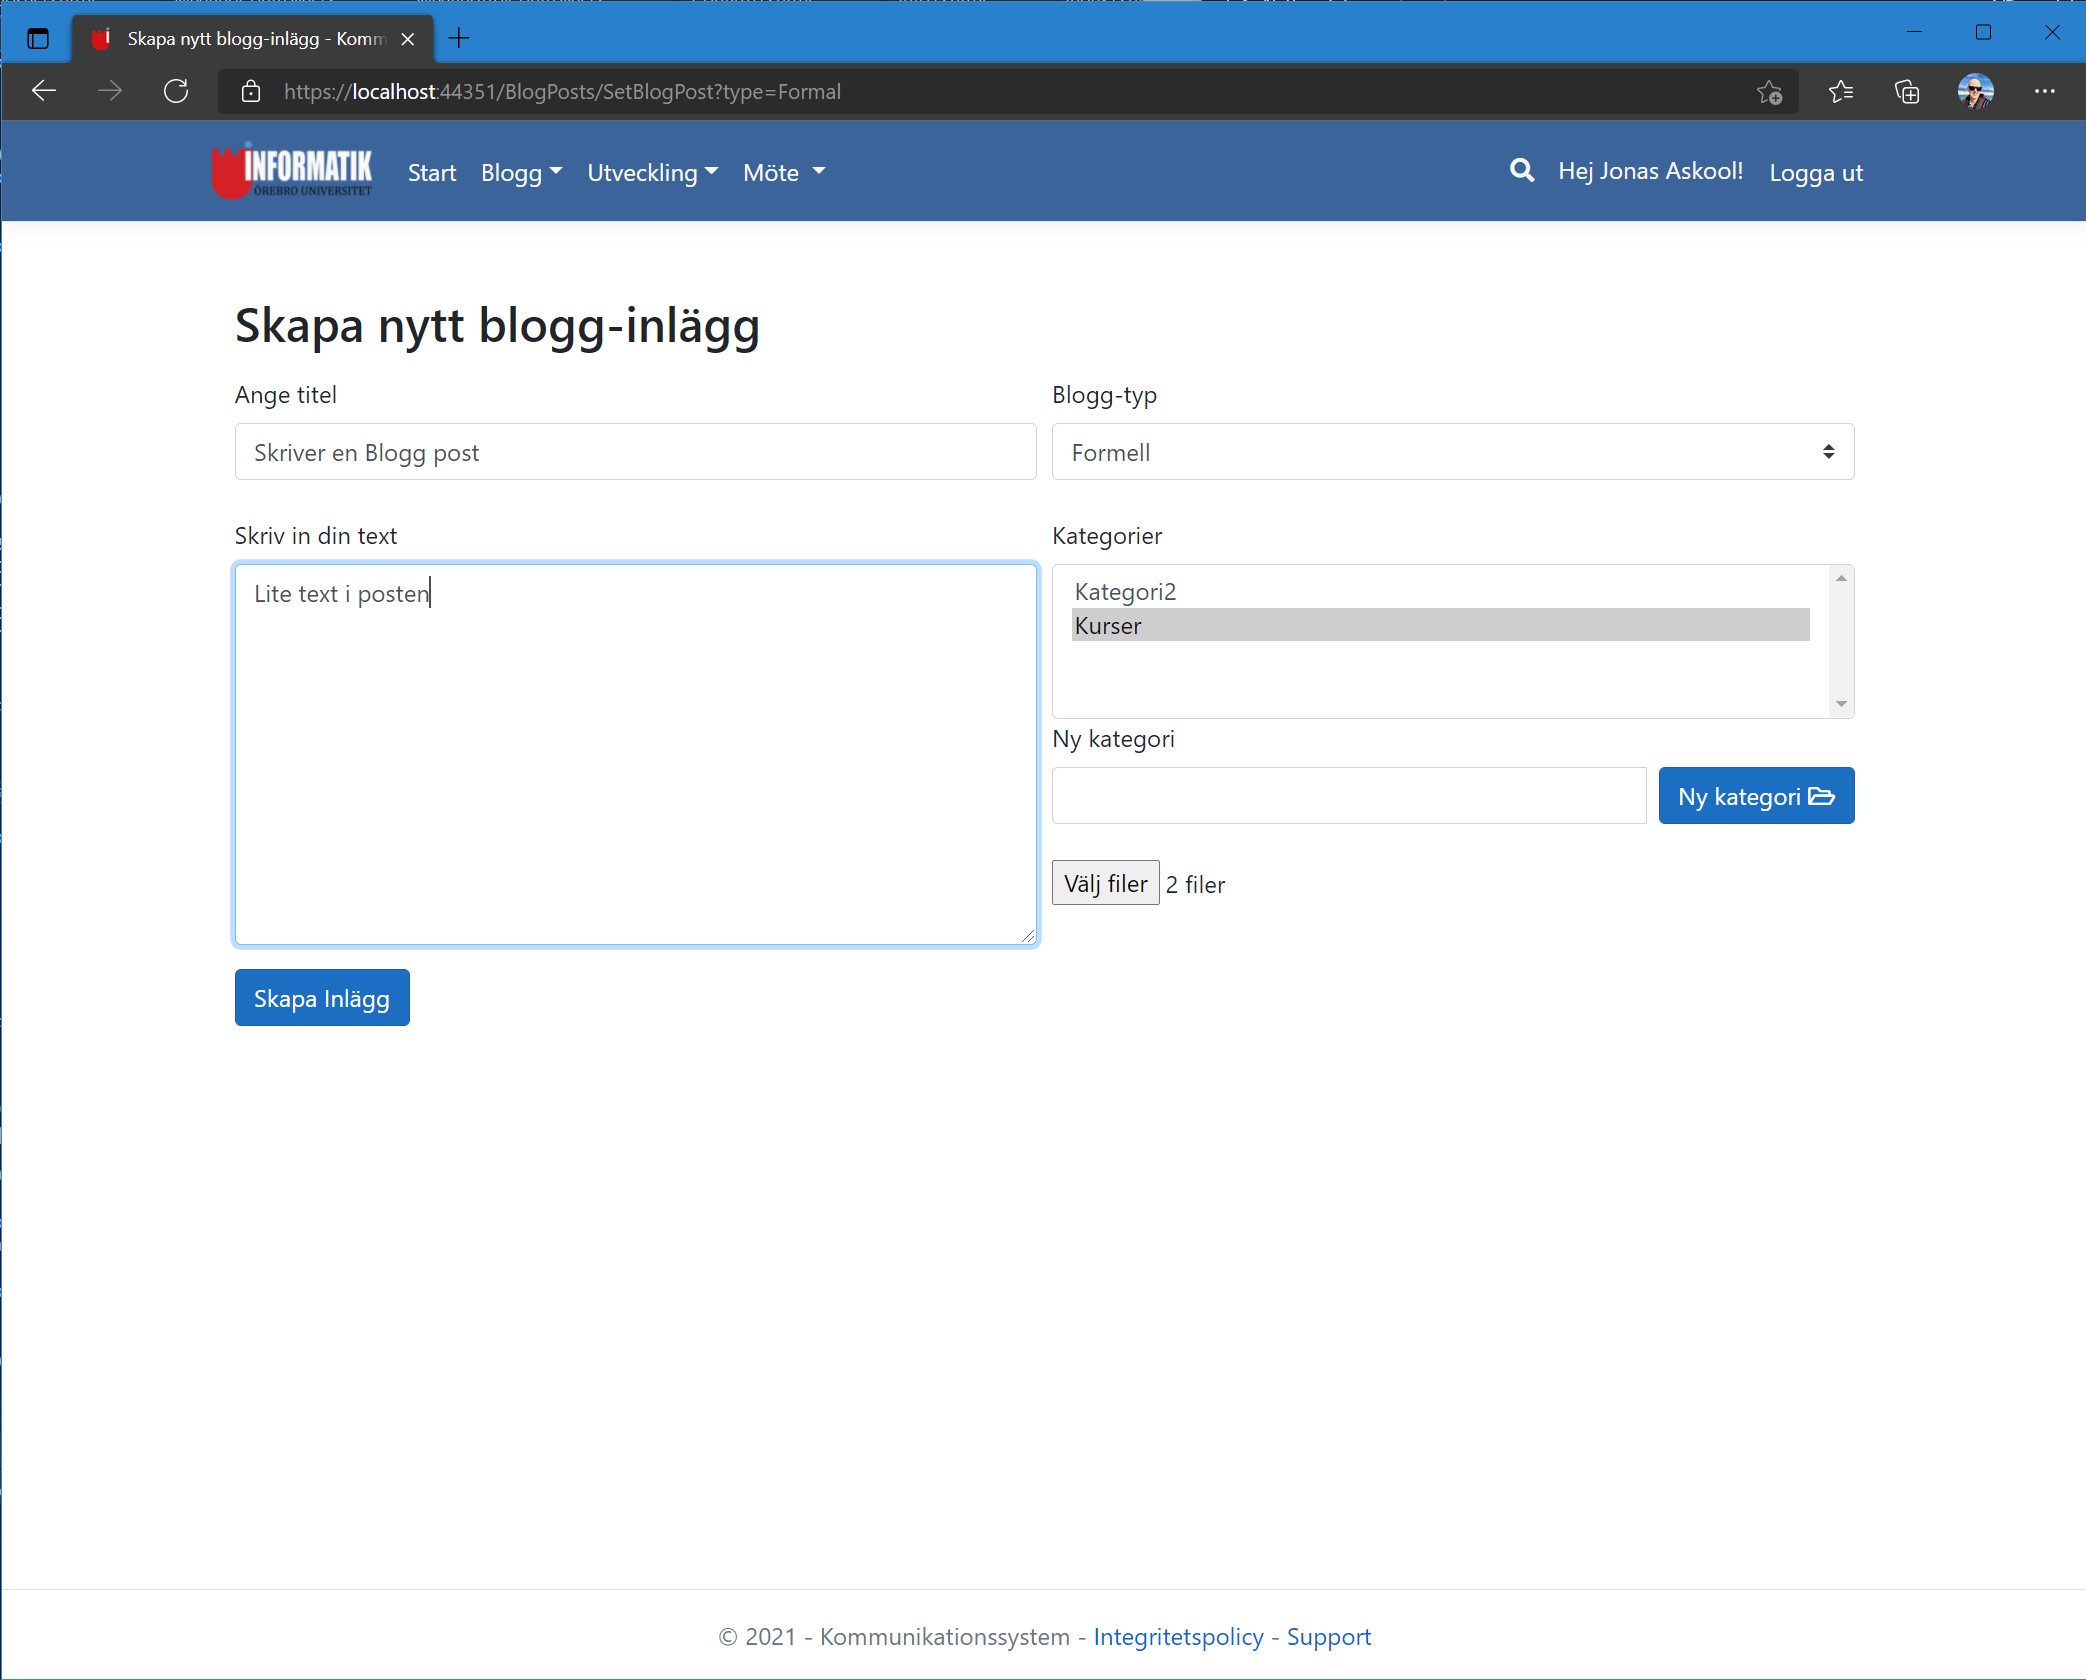 Skapa nytt blogg-inlägg - Komm
https://localhost:44351/BlogPosts/SetBlogPost?type=Formal
INFORMATIK
ÖREBRO UNIVERSITET
Start Blogg Utveckling Möte Hej Jonas Askool! Logga ut
Skapa nytt blogg-inlägg
Ange titel
Skriver en Blogg post
Blogg-typ
Formell
Skriv in din text
Lite text i posten
Kategorier
Kategori2
Kurser
Ny kategori
Ny kategori
Välj filer 2 filer
Skapa Inlägg
© 2021 - Kommunikationssystem - Integritetspolicy - Support